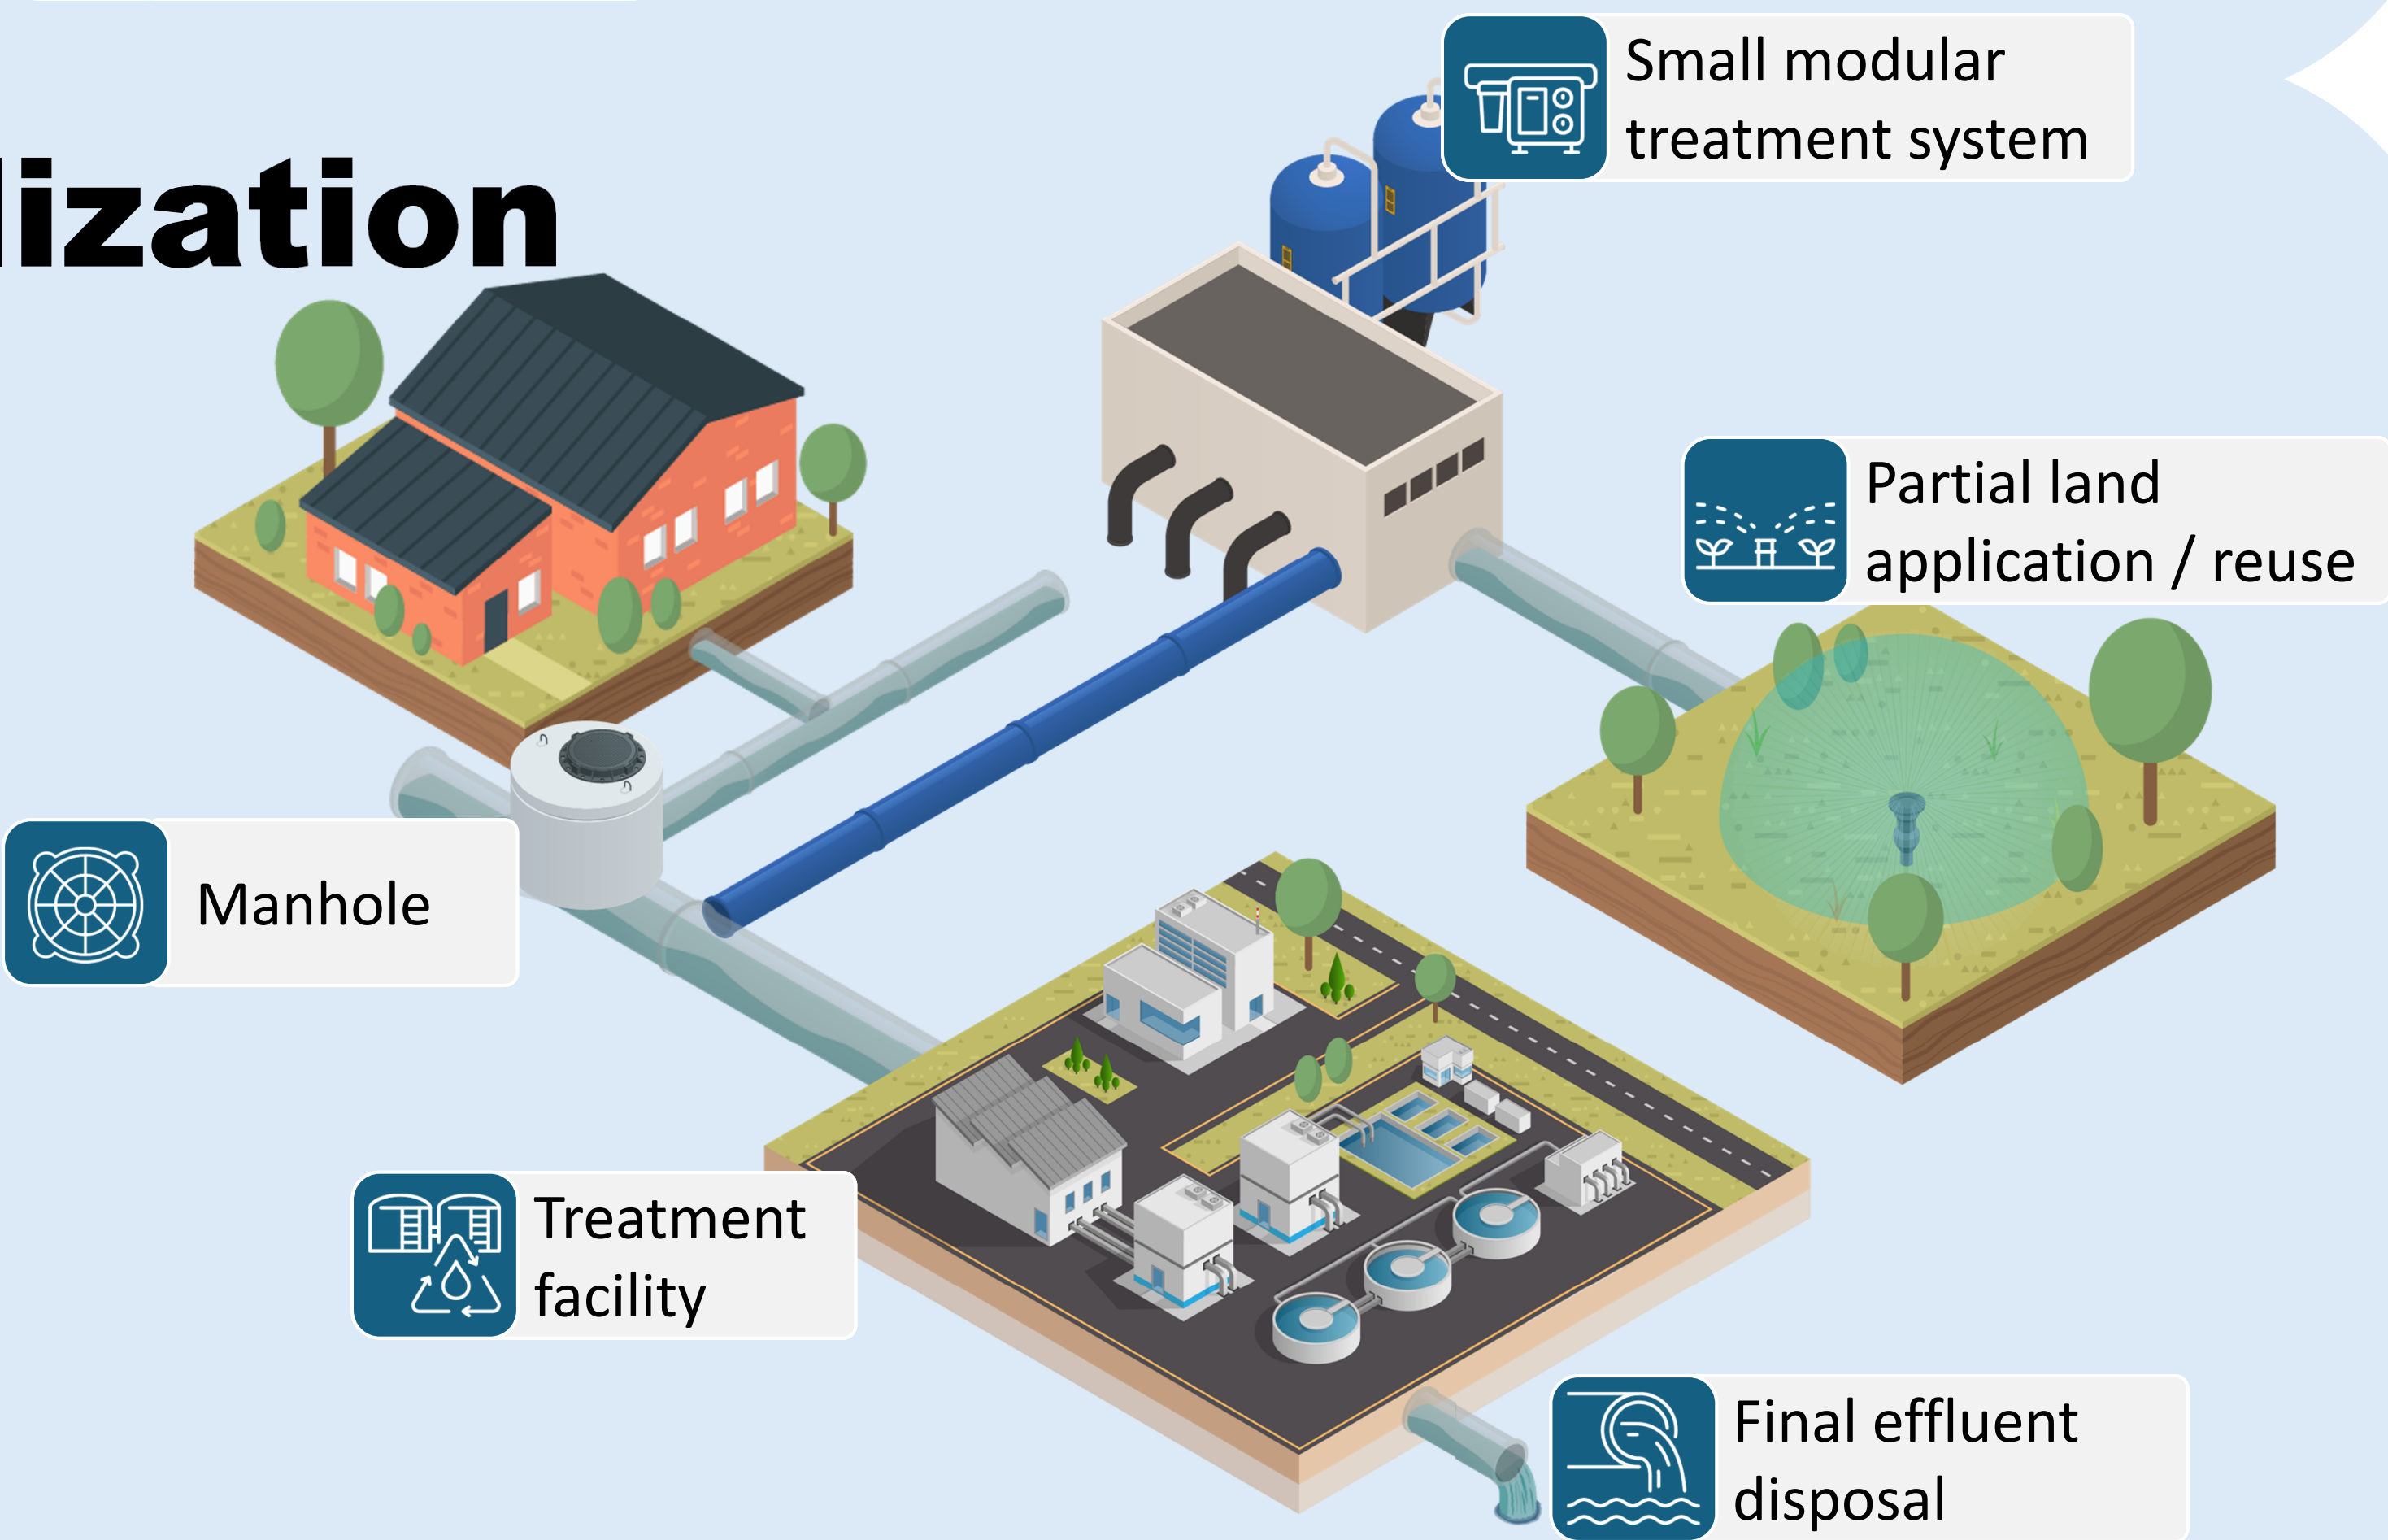 Small modular
treatment system
lization
Partial land
application / reuse
Manhole
Treatment
facility
Final effluent
disposal